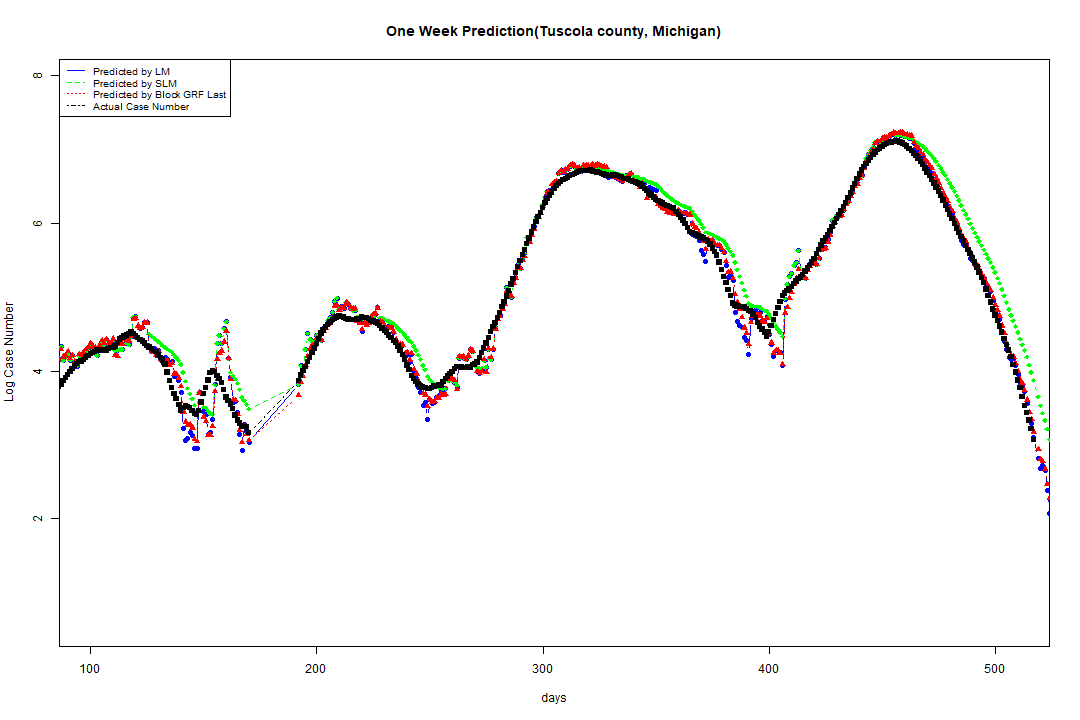 One Week Prediction(Tuscola county, Michigan)
Predicted by LM
Predicted by SLM
Predicted by Block GRF Last
Actual Case Number
8
6
4
2
Log Case Number
100 200 300 400 500
days